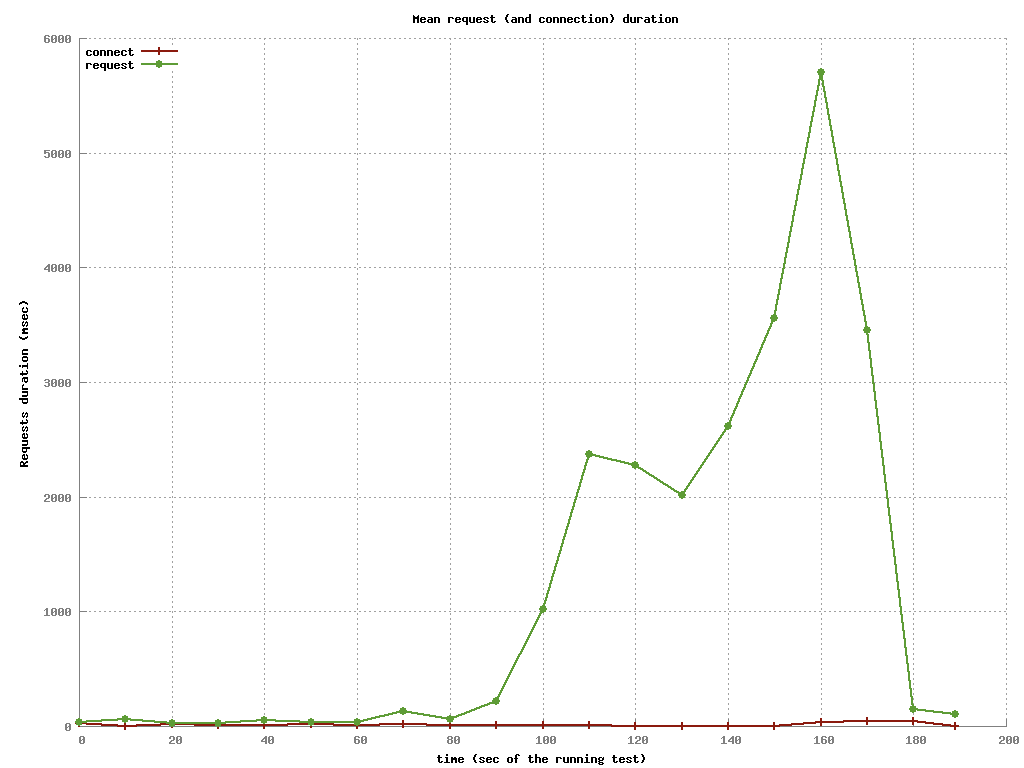 Mean request (and connection) duration
connect
request
6000
5000
4000
3000
2000
1000
0
Requests duration (msec)
0 20 40 60 80 100 120 140 160 180 200
time (sec of the running test)